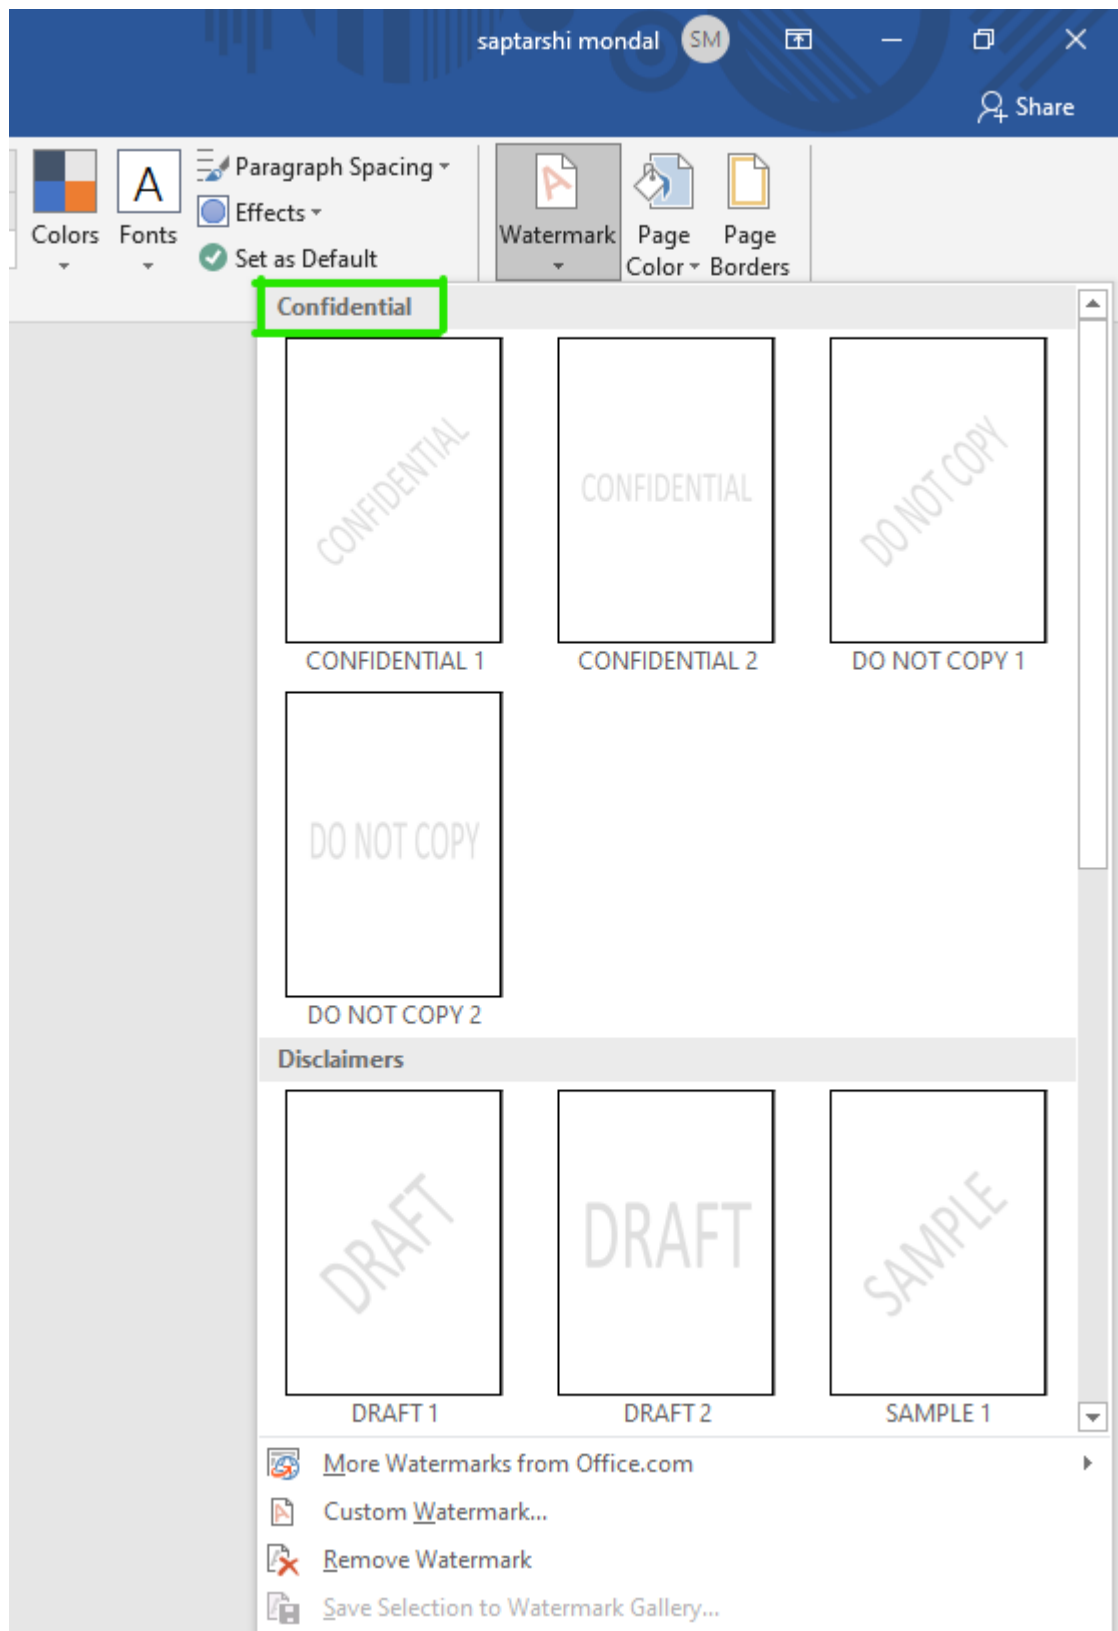 saptarshi mondal SM
Share
Paragraph Spacing
Effects
Set as Default
Colors
Fonts
Watermark
Page Color
Page Borders
Confidential
CONFIDENTIAL
CONFIDENTIAL
DO NOT COPY
CONFIDENTIAL 1
CONFIDENTIAL 2
DO NOT COPY 1
DO NOT COPY
DO NOT COPY 2
Disclaimers
DRAFT
DRAFT
SAMPLE
DRAFT 1
DRAFT 2
SAMPLE 1
More Watermarks from Office.com
Custom Watermark...
Remove Watermark
Save Selection to Watermark Gallery...